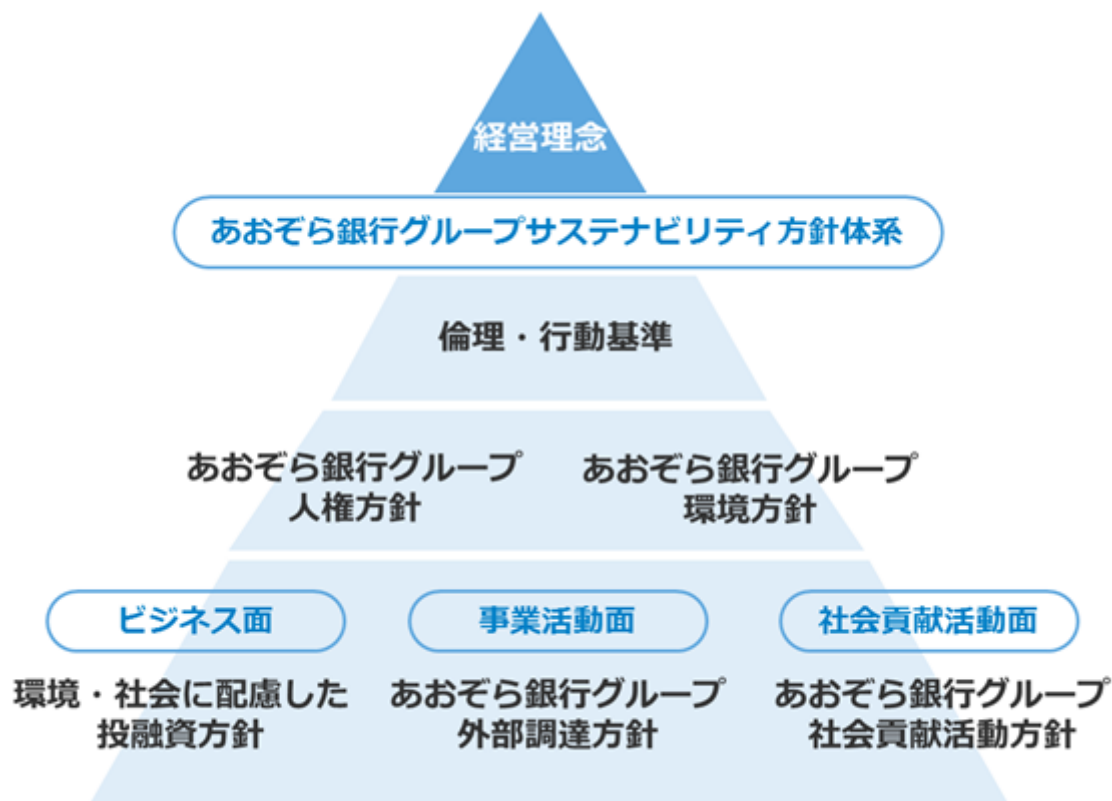 経営理念
あおぞら銀行グループサステナビリティ方針体系
倫理・行動基準
あおぞら銀行グループ
人権方針
あおぞら銀行グループ
環境方針
ビジネス面
環境・社会に配慮した
投融資方針
事業活動面
あおぞら銀行グループ
外部調達方針
社会貢献活動面
あおぞら銀行グループ
社会貢献活動方針